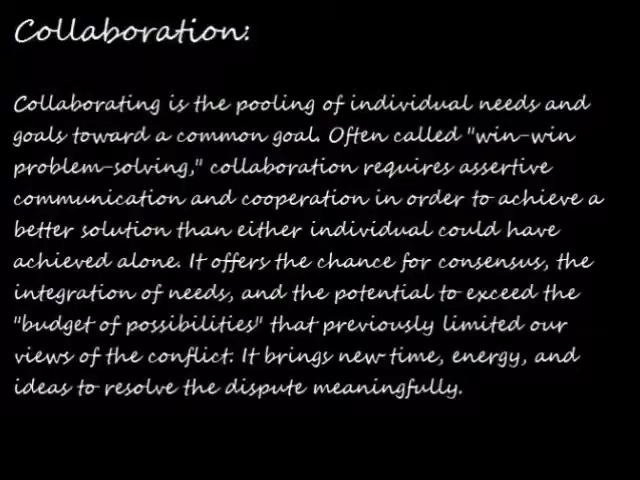 Collaboration:
Collaborating is the pooling of individual needs and
goals toward a common goal. Often called "win-win
problem-solving," collaboration requires assertive
communication and cooperation in order to achieve a
better solution than either individual could have
achieved alone. It offers the chance for consensus, the
integration of needs, and the potential to exceed the
"budget of possibilities" that previously limited our
views of the conflict. It brings new time, energy, and
ideas to resolve the dispute meaningfully.